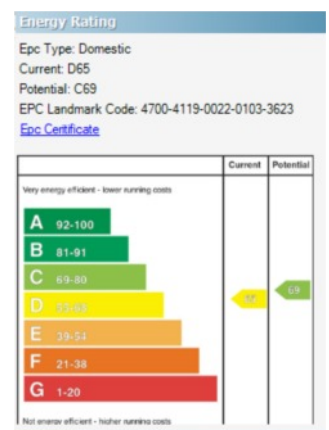 Energy Rating
Epc Type: Domestic
Current: D65
Potential: C69
EPC Landmark Code: 4700-4119-0022-0103-3623
Epc Certificate
Current Potential
Very energy efficient - lower running costs
A 92-100
B 81-91
C 69-80
D
E 39-54
F 21-38
G 1-20
69
Not energy efficient - higher running costs